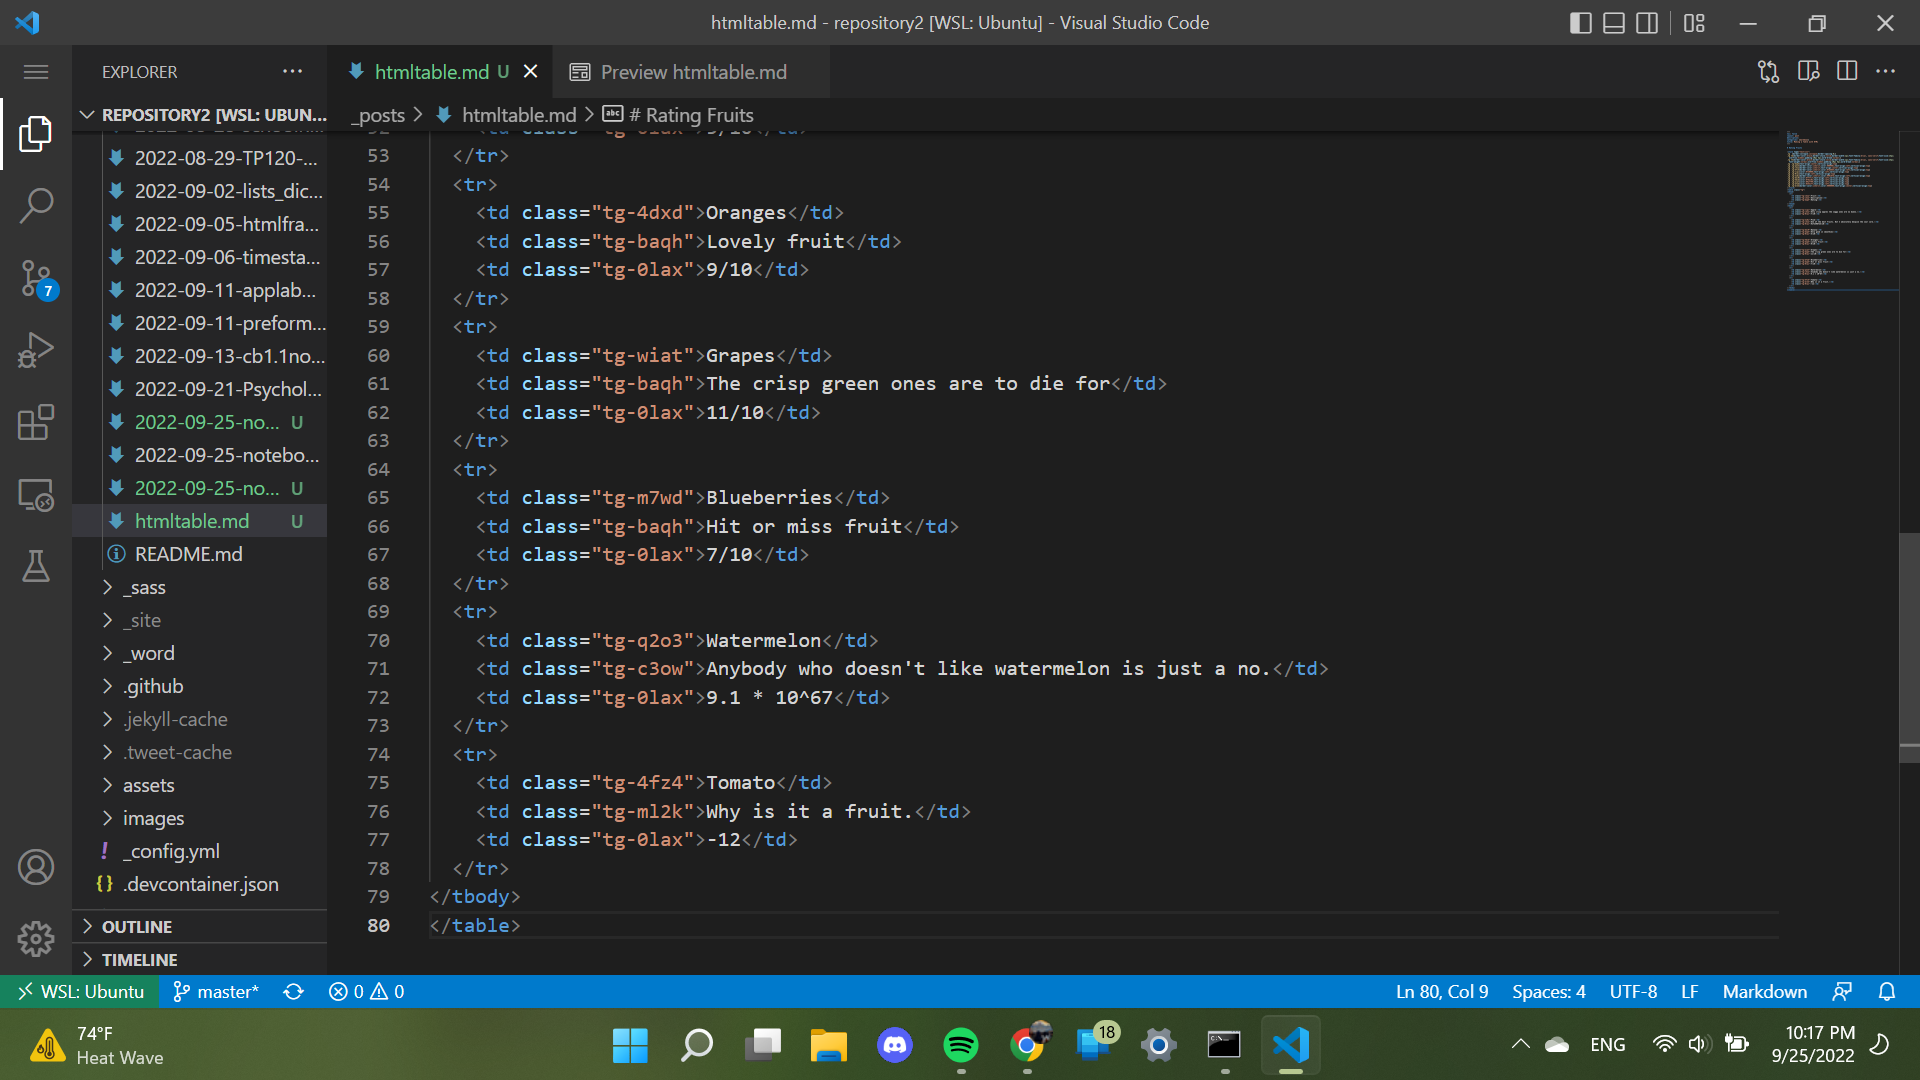 htmltable.md - repository2 [WSL: Ubuntu] - Visual Studio Code
EXPLORER
htmltable.md U
Preview htmltable.md
REPOSITORY2 [WSL: UBUN...
_posts > htmltable.md > # Rating Fruits
2022-08-29-TP120-...
2022-09-02-lists_dic...
2022-09-05-htmlfra...
2022-09-06-timesta...
2022-09-11-applab...
2022-09-11-preform...
2022-09-13-cb1.1no...
2022-09-21-Psychol...
2022-09-25-no... U
2022-09-25-notebo...
2022-09-25-no... U
htmltable.md U
README.md
_sass
_site
_word
.github
.jekyll-cache
.tweet-cache
assets
images
_config.yml
.devcontainer.json
OUTLINE
TIMELINE
7
53 </tr>
54 <tr>
55 <td class="tg-4dxd">Oranges</td>
56 <td class="tg-baqh">Lovely fruit</td>
57 <td class="tg-0lax">9/10</td>
58 </tr>
59 <tr>
60 <td class="tg-wiat">Grapes</td>
61 <td class="tg-baqh">The crisp green ones are to die for</td>
62 <td class="tg-0lax">11/10</td>
63 </tr>
64 <tr>
65 <td class="tg-m7wd">Blueberries</td>
66 <td class="tg-baqh">Hit or miss fruit</td>
67 <td class="tg-0lax">7/10</td>
68 </tr>
69 <tr>
70 <td class="tg-q2o3">Watermelon</td>
71 <td class="tg-c3ow">Anybody who doesn't like watermelon is just a no.</td>
72 <td class="tg-0lax">9.1 * 10^67</td>
73 </tr>
74 <tr>
75 <td class="tg-4fz4">Tomato</td>
76 <td class="tg-ml2k">Why is it a fruit.</td>
77 <td class="tg-0lax">-12</td>
78 </tr>
79 </tbody>
80 </table>
WSL: Ubuntu master* 0 0
Ln 80, Col 9 Spaces: 4 UTF-8 LF Markdown
74°F
Heat Wave
18
ENG
10:17 PM
9/25/2022